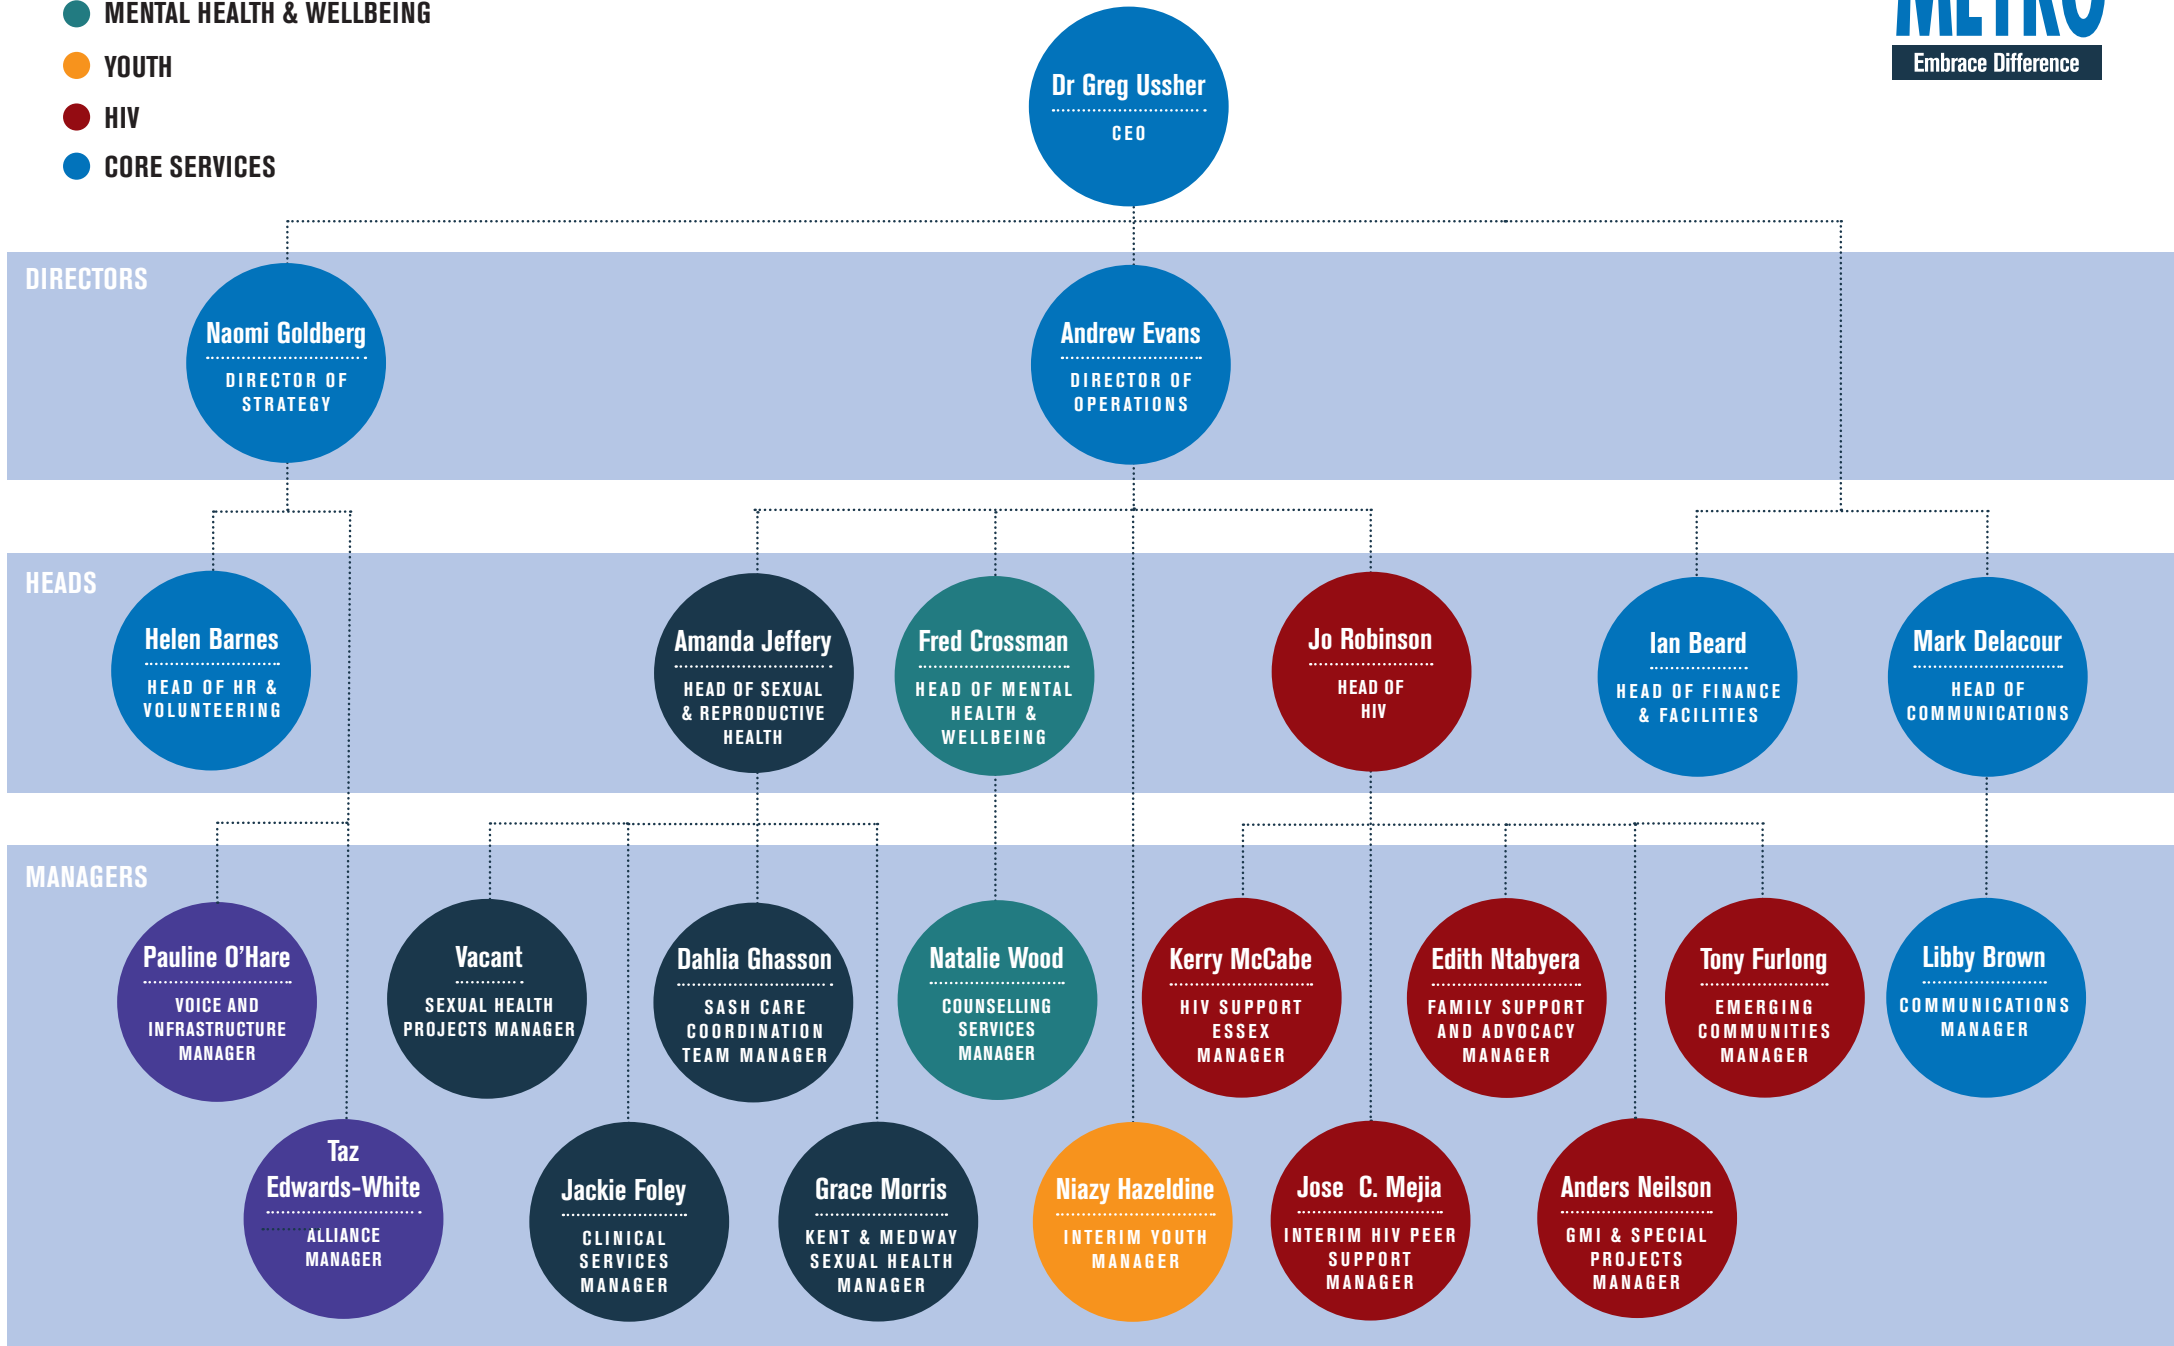 MENTAL HEALTH & WELLBEING
YOUTH
HIV
CORE SERVICES
METRO
Embrace Difference
Dr Greg Ussher
CEO
DIRECTORS
Naomi Goldberg
DIRECTOR OF
STRATEGY
Andrew Evans
DIRECTOR OF
OPERATIONS
HEADS
Helen Barnes
HEAD OF HR &
VOLUNTEERING
Amanda Jeffery
HEAD OF SEXUAL
& REPRODUCTIVE
HEALTH
Fred Crossman
HEAD OF MENTAL
HEALTH &
WELLBEING
Jo Robinson
HEAD OF
HIV
Ian Beard
HEAD OF FINANCE
& FACILITIES
Mark Delacour
HEAD OF
COMMUNICATIONS
MANAGERS
Pauline O'Hare
VOICE AND
INFRASTRUCTURE
MANAGER
Vacant
SEXUAL HEALTH
PROJECTS MANAGER
Dahlia Ghasson
SASH CARE
COORDINATION
TEAM MANAGER
Natalie Wood
COUNSELLING
SERVICES
MANAGER
Kerry McCabe
HIV SUPPORT
ESSEX
MANAGER
Edith Ntabyera
FAMILY SUPPORT
AND ADVOCACY
MANAGER
Tony Furlong
EMERGING
COMMUNITIES
MANAGER
Libby Brown
COMMUNICATIONS
MANAGER
Taz
Edwards-White
ALLIANCE
MANAGER
Jackie Foley
CLINICAL
SERVICES
MANAGER
Grace Morris
KENT & MEDWAY
SEXUAL HEALTH
MANAGER
Niazy Hazeldine
INTERIM YOUTH
MANAGER
Jose C. Mejia
INTERIM HIV PEER
SUPPORT
MANAGER
Anders Neilson
GMI & SPECIAL
PROJECTS
MANAGER